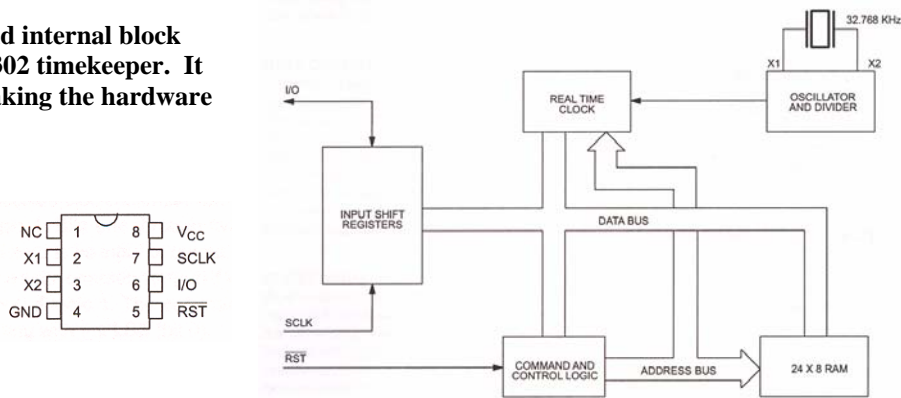 d internal block
302 timekeeper. It
king the hardware
NC 1 8 VCC
X1 2 7 SCLK
X2 3 6 I/O
GND 4 5 RST
32.768 KHz
X1 X2
OSCILLATOR
AND DIVIDER
REAL TIME
CLOCK
I/O
INPUT SHIFT
REGISTERS
DATA BUS
SCLK
RST
COMMAND AND
CONTROL LOGIC
ADDRESS BUS
24 X 8 RAM